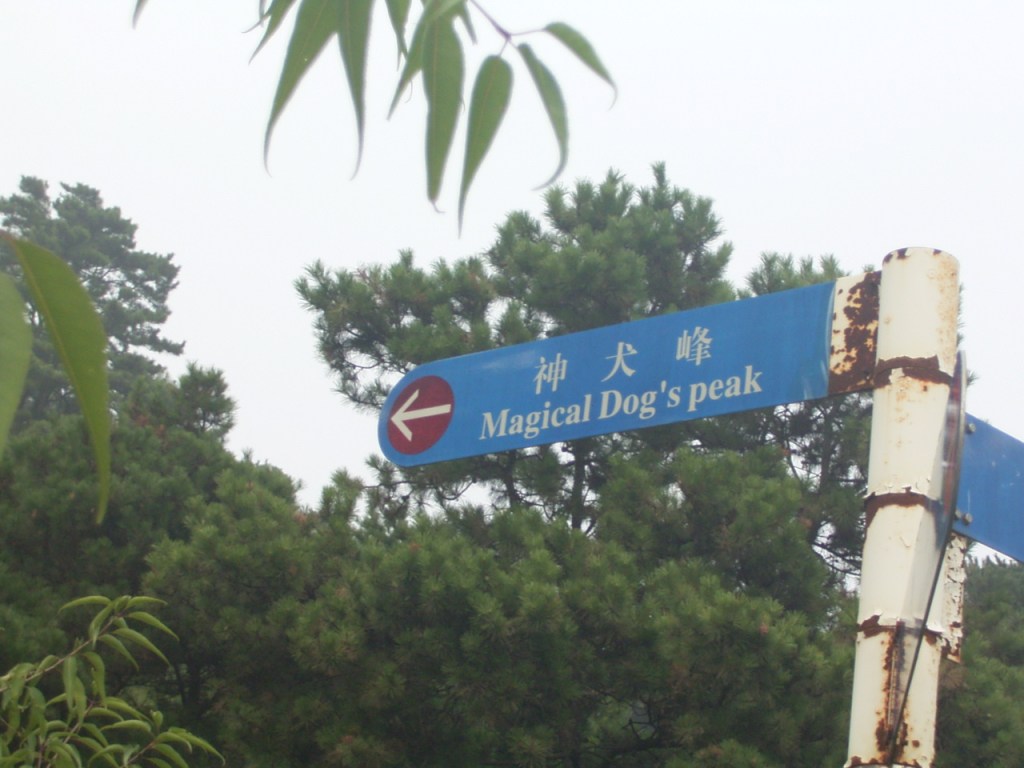 神犬峰
Magical Dog's peak